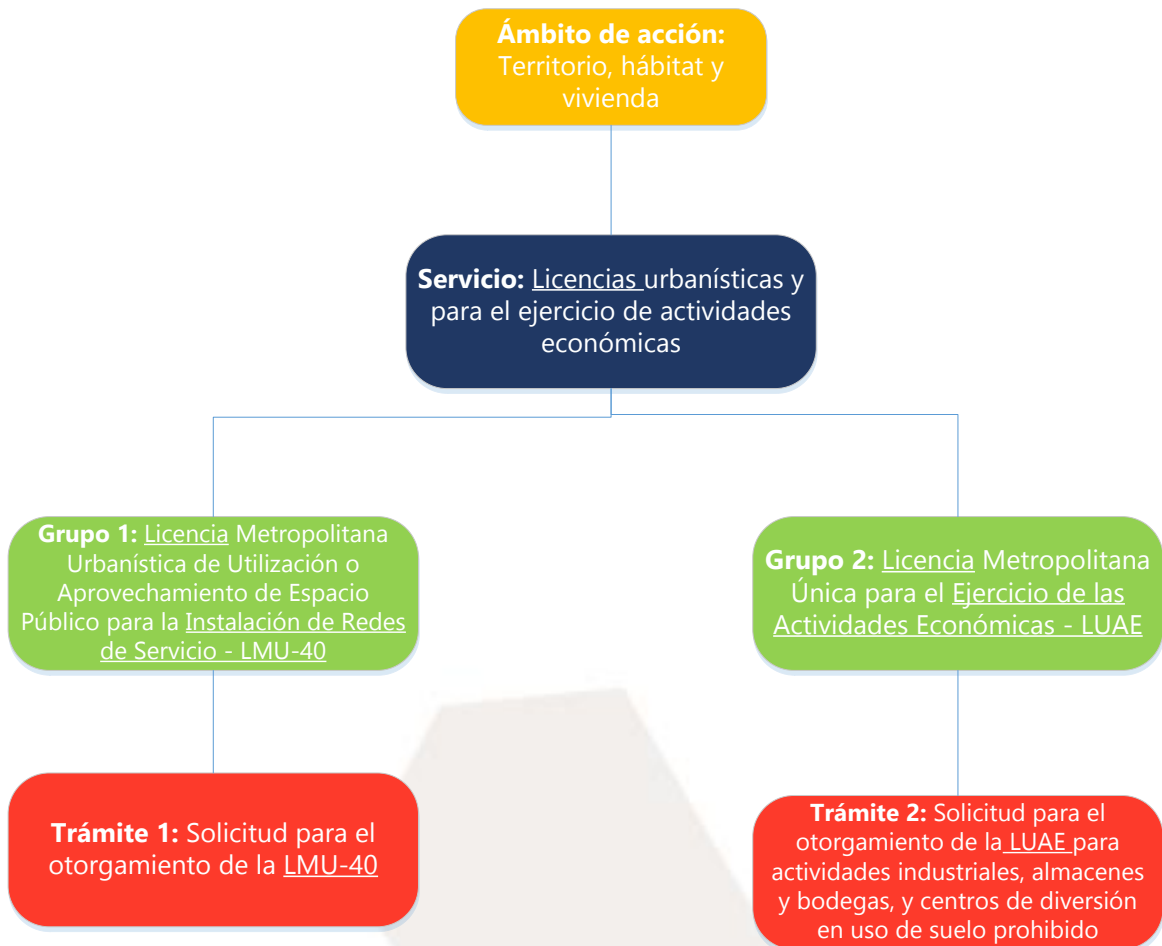 Ámbito de acción:
Territorio, hábitat y
vivienda
Servicio: Licencias urbanísticas y
para el ejercicio de actividades
económicas
Grupo 1: Licencia Metropolitana
Urbanística de Utilización o
Aprovechamiento de Espacio
Público para la Instalación de Redes
de Servicio - LMU-40
Grupo 2: Licencia Metropolitana
Única para el Ejercicio de las
Actividades Económicas - LUAE
Trámite 1: Solicitud para el
otorgamiento de la LMU-40
Trámite 2: Solicitud para el
otorgamiento de la LUAE para
actividades industriales, almacenes
y bodegas, y centros de diversión
en uso de suelo prohibido